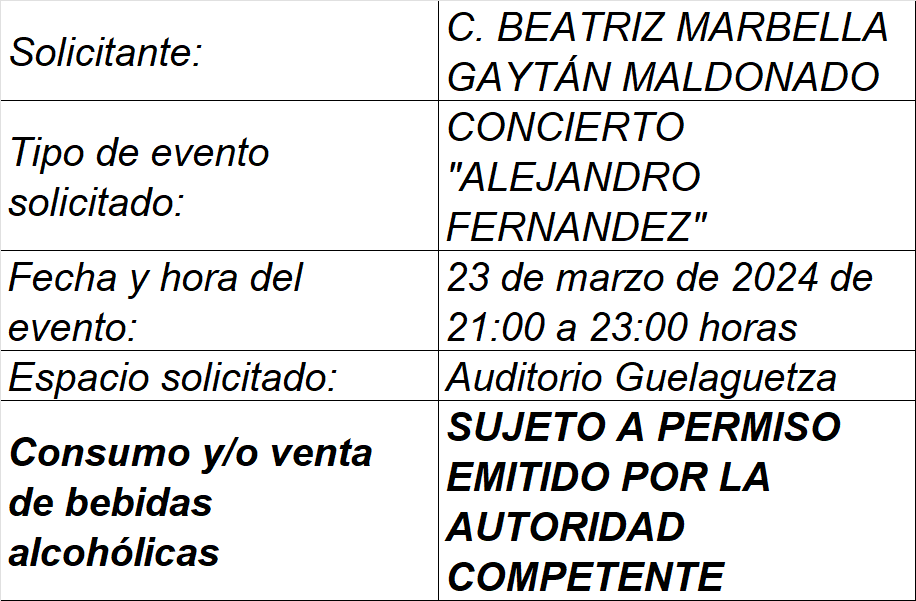 Solicitante:
C. BEATRIZ MARBELLA
GAYTÁN MALDONADO
Tipo de evento
solicitado:
CONCIERTO
"ALEJANDRO
FERNANDEZ"
Fecha y hora del
evento:
23 de marzo de 2024 de
21:00 a 23:00 horas
Espacio solicitado:
Auditorio Guelaguetza
Consumo y/o venta
de bebidas
alcohólicas
SUJETO A PERMISO
EMITIDO POR LA
AUTORIDAD
COMPETENTE